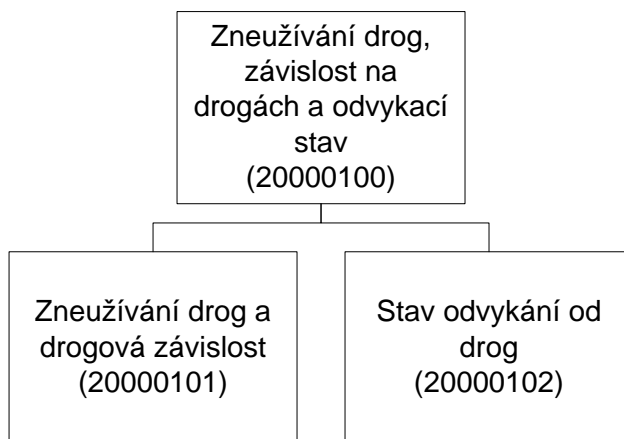 Zneužívání drog,
závislost na
drogách a odvykací
stav
(20000100)
Zneužívání drog a
drogová závislost
(20000101)
Stav odvykání od
drog
(20000102)